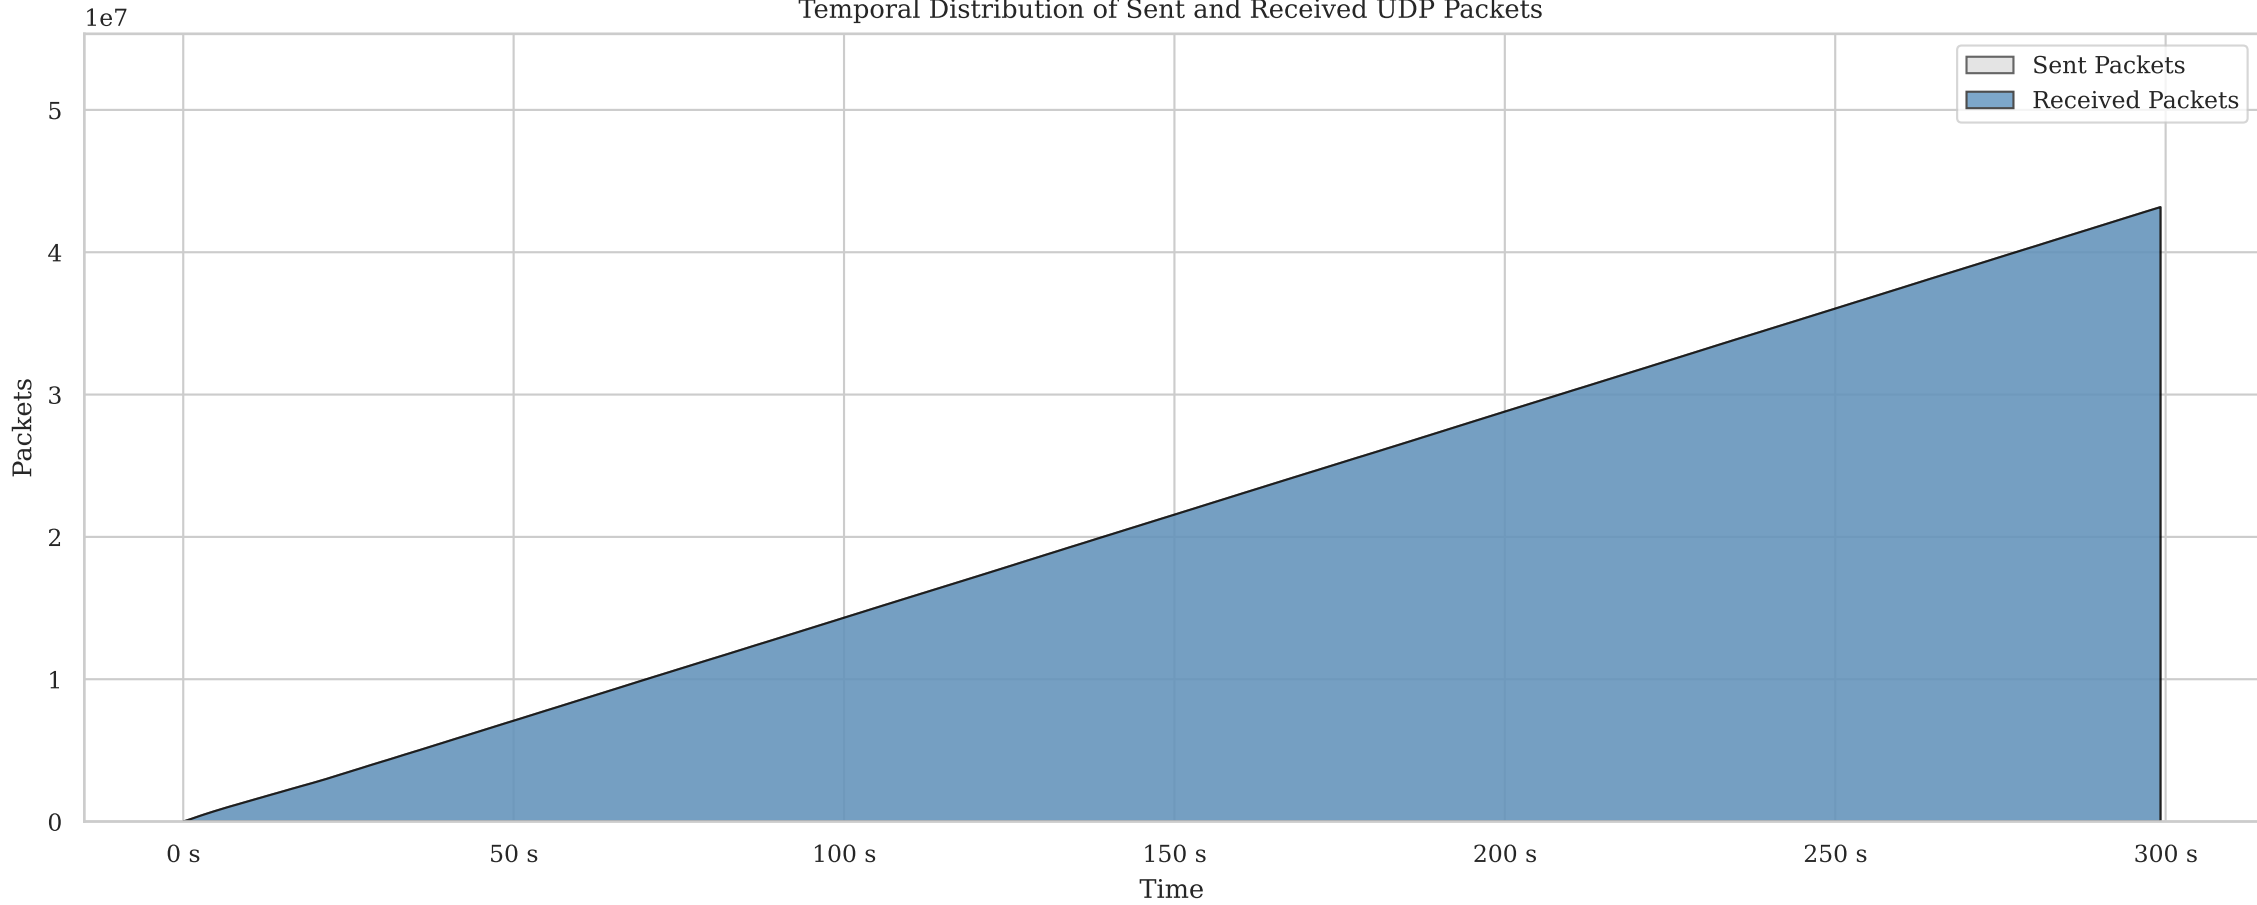 Temporal Distribution of Sent and Received UDP Packets
1e7
Sent Packets
Received Packets
5
4
3
2
1
0
Packets
0 s
50 s
100 s
150 s
200 s
250 s
300 s
Time